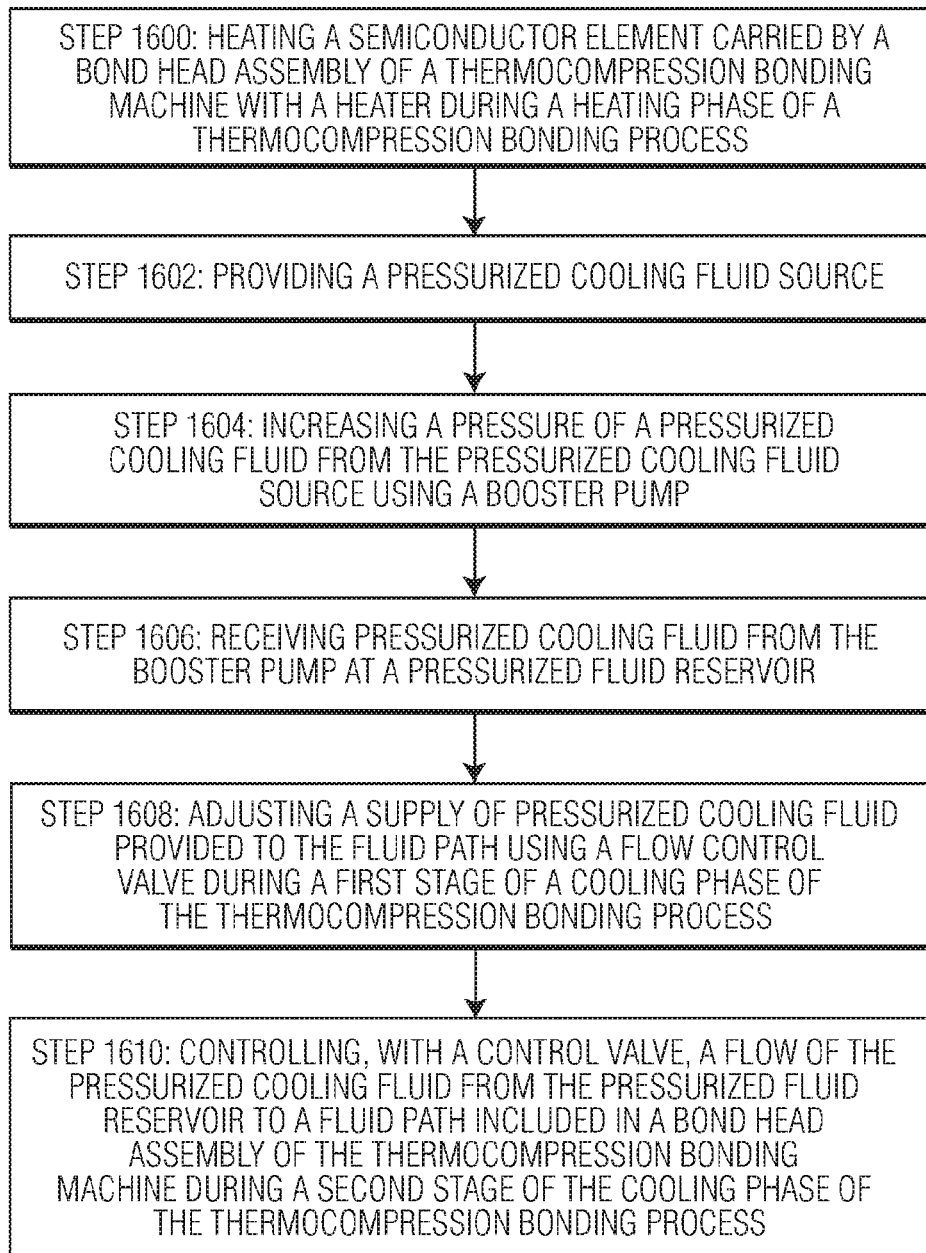 STEP 1600: HEATING A SEMICONDUCTOR ELEMENT CARRIED BY A
BOND HEAD ASSEMBLY OF A THERMOCOMPRESSION BONDING
MACHINE WITH A HEATER DURING A HEATING PHASE OF A
THERMOCOMPRESSION BONDING PROCESS
STEP 1602: PROVIDING A PRESSURIZED COOLING FLUID SOURCE
STEP 1604: INCREASING A PRESSURE OF A PRESSURIZED
COOLING FLUID FROM THE PRESSURIZED COOLING FLUID
SOURCE USING A BOOSTER PUMP
STEP 1606: RECEIVING PRESSURIZED COOLING FLUID FROM THE
BOOSTER PUMP AT A PRESSURIZED FLUID RESERVOIR
STEP 1608: ADJUSTING A SUPPLY OF PRESSURIZED COOLING FLUID
PROVIDED TO THE FLUID PATH USING A FLOW CONTROL
VALVE DURING A FIRST STAGE OF A COOLING PHASE OF
THE THERMOCOMPRESSION BONDING PROCESS
STEP 1610: CONTROLLING, WITH A CONTROL VALVE, A FLOW OF THE
PRESSURIZED COOLING FLUID FROM THE PRESSURIZED FLUID
RESERVOIR TO A FLUID PATH INCLUDED IN A BOND HEAD
ASSEMBLY OF THE THERMOCOMPRESSION BONDING
MACHINE DURING A SECOND STAGE OF THE COOLING PHASE OF
THE THERMOCOMPRESSION BONDING PROCESS